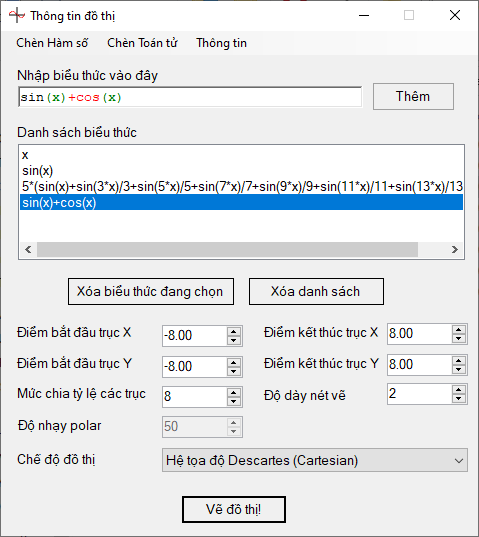 Thông tin đồ thị
Chèn Hàm số Chèn Toán tử Thông tin
Nhập biểu thức vào đây
sin(x)+cos(x)
Thêm
Danh sách biểu thức
x
sin(x)
5*(sin(x)+sin(3*x)/3+sin(5*x)/5+sin(7*x)/7+sin(9*x)/9+sin(11*x)/11+sin(13*x)/13
sin(x)+cos(x)
Xóa biểu thức đang chọn Xóa danh sách
Điểm bắt đầu trục X -8.00 Điểm kết thúc trục X 8.00
Điểm bắt đầu trục Y -8.00 Điểm kết thúc trục Y 8.00
Mức chia tỷ lệ các trục 8 Độ dày nét vẽ 2
Độ nhạy polar 50
Chế độ đồ thị Hệ tọa độ Descartes (Cartesian)
Vẽ đồ thị!